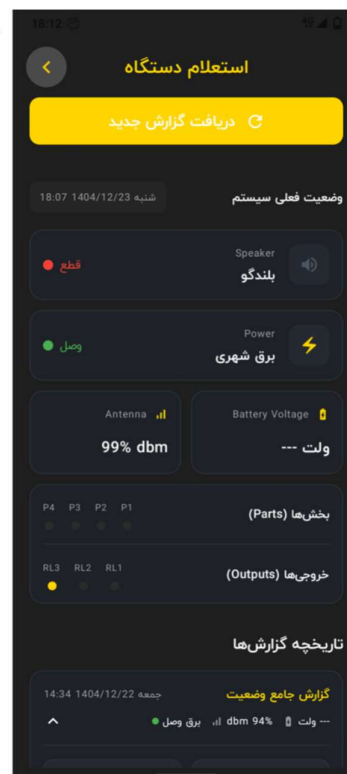 18:12
استعلام دستگاه
دریافت گزارش جدید
وضعیت فعلی سیستم
شنبه 1404/12/23 18:07
Speaker
بلندگو
قطع
Power
برق شهری
وصل
Battery Voltage
--- ولت
Antenna
99% dbm
بخش‌ها (Parts)
P4 P3 P2 P1
خروجی‌ها (Outputs)
RL3 RL2 RL1
تاریخچه گزارش‌ها
گزارش جامع وضعیت
جمعه 1404/12/22 14:34
--- ولت dbm 94% برق وصل